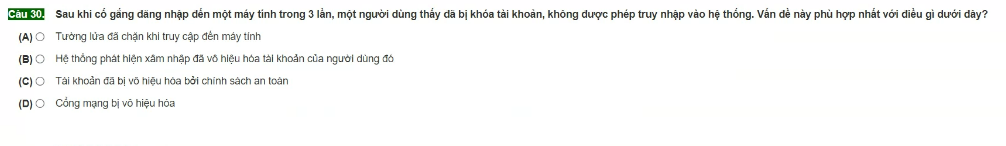 Câu 30. Sau khi cố gắng đăng nhập đến một máy tính trong 3 lần, một người dùng thấy đã bị khóa tài khoản, không được phép truy nhập vào hệ thống. Vấn đề này phù hợp nhất với điều gì dưới đây?
(A) Tường lửa đã chặn khi truy cập đến máy tính
(B) Hệ thống phát hiện xâm nhập đã vô hiệu hóa tài khoản của người dùng đó
(C) Tài khoản đã bị vô hiệu hóa bởi chính sách an toàn
(D) Cổng mạng bị vô hiệu hóa